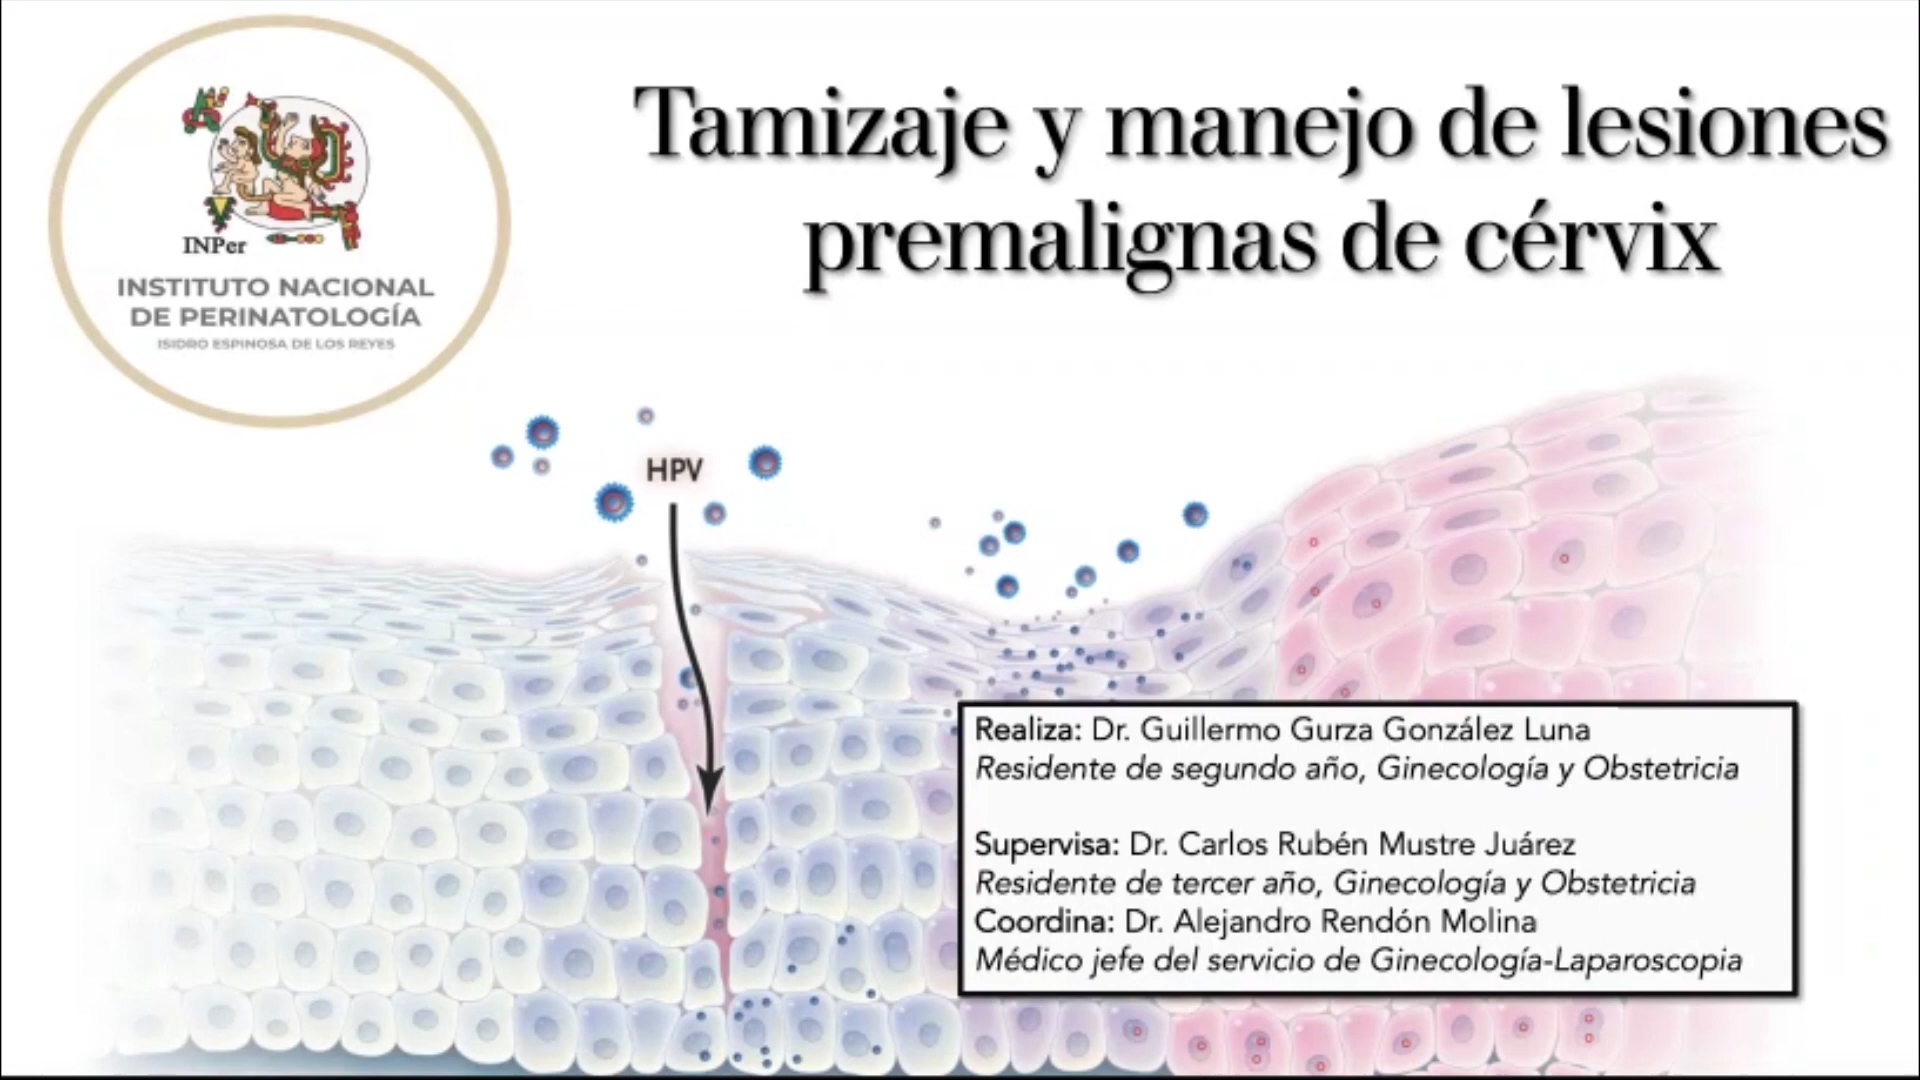 Tamizaje y manejo de lesiones
premalignas de cérvix
INPer
INSTITUTO NACIONAL
DE PERINATOLOGÍA
ISIDRO ESPINOSA DE LOS REYES
HPV
Realiza: Dr. Guillermo Gurza González Luna
Residente de segundo año, Ginecología y Obstetricia
Supervisa: Dr. Carlos Rubén Mustre Juárez
Residente de tercer año, Ginecología y Obstetricia
Coordina: Dr. Alejandro Rendón Molina
Médico jefe del servicio de Ginecología-Laparoscopia